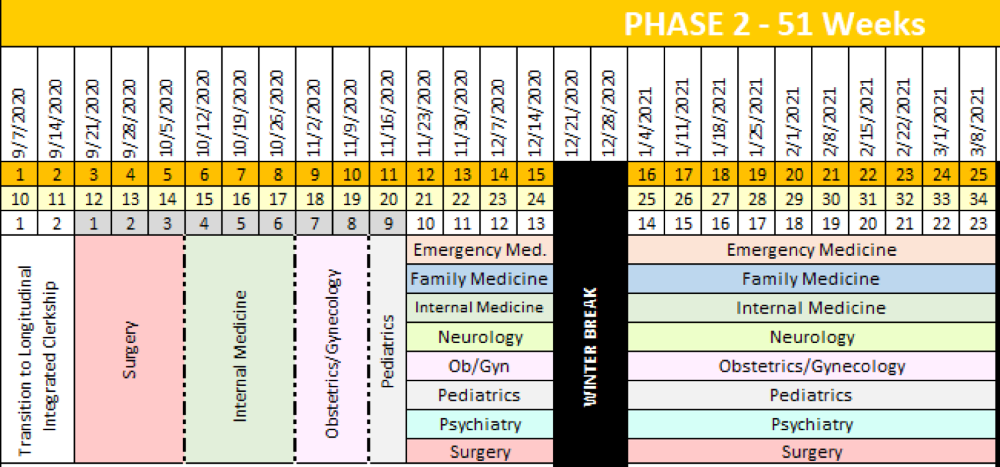 PHASE 2 - 51 Weeks
9/7/2020 9/14/2020 9/21/2020 9/28/2020 10/5/2020 10/12/2020 10/19/2020 10/26/2020 11/2/2020 11/9/2020 11/16/2020 11/23/2020 11/30/2020 12/7/2020 12/14/2020 12/21/2020 12/28/2020 1/4/2021 1/11/2021 1/18/2021 1/25/2021 2/1/2021 2/8/2021 2/15/2021 2/22/2021 3/1/2021 3/8/2021
1 2 3 4 5 6 7 8 9 10 11 12 13 14 15 16 17 18 19 20 21 22 23 24 25
10 11 12 13 14 15 16 17 18 19 20 21 22 23 24 25 26 27 28 29 30 31 32 33 34
1 2 1 2 3 4 5 6 7 8 9 10 11 12 13 14 15 16 17 18 19 20 21 22 23
Transition to Longitudinal
Integrated Clerkship
Surgery
Internal Medicine
Obstetrics/Gynecology
Pediatrics
Emergency Med.
Family Medicine
Internal Medicine
Neurology
Ob/Gyn
Pediatrics
Psychiatry
Surgery
WINTER BREAK
Emergency Medicine
Family Medicine
Internal Medicine
Neurology
Obstetrics/Gynecology
Pediatrics
Psychiatry
Surgery